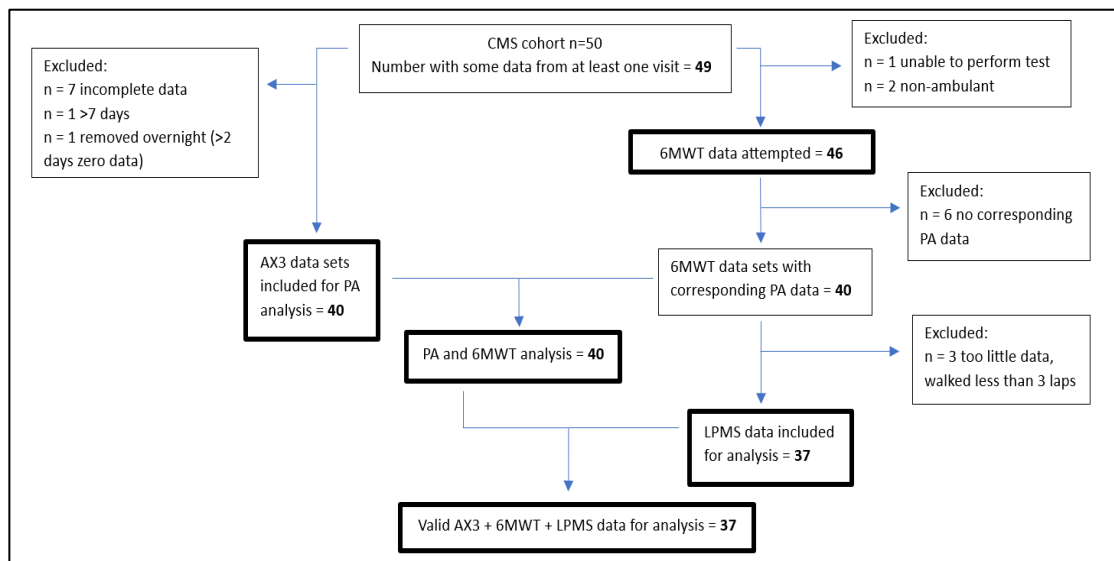 CMS cohort n=50
Number with some data from at least one visit = 49
Excluded:
n = 7 incomplete data
n = 1 >7 days
n = 1 removed overnight (>2
days zero data)
Excluded:
n = 1 unable to perform test
n = 2 non-ambulant
6MWT data attempted = 46
Excluded:
n = 6 no corresponding
PA data
AX3 data sets
included for PA
analysis = 40
6MWT data sets with
corresponding PA data = 40
PA and 6MWT analysis = 40
Excluded:
n = 3 too little data,
walked less than 3 laps
LPMS data included
for analysis = 37
Valid AX3 + 6MWT + LPMS data for analysis = 37